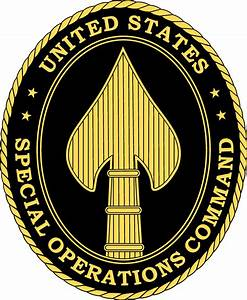 UNITED STATES
SPECIAL OPERATIONS COMMAND